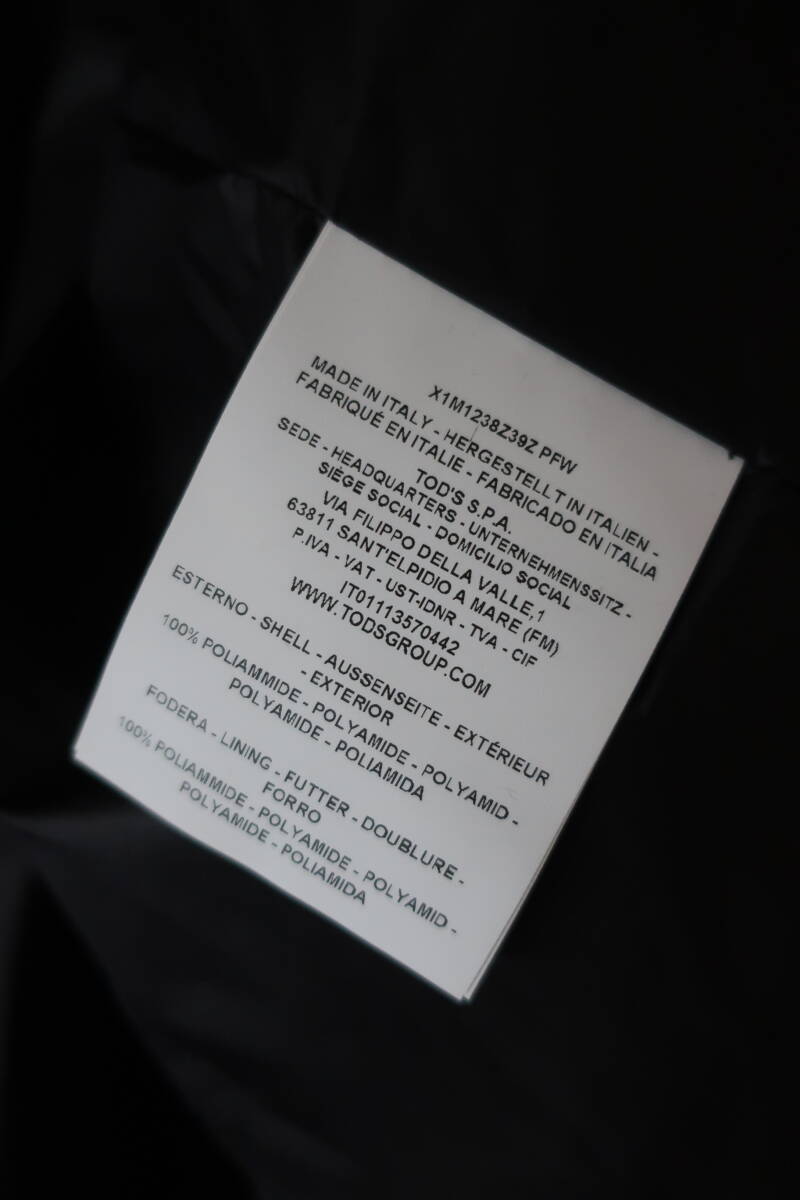 X1M1238Z39Z PFW
MADE IN ITALY - HERGESTELLT IN ITALIEN -
FABRIQUÉ EN ITALIE - FABRICADO EN ITALIA
TOD'S S.P.A.
SEDE - HEADQUARTERS - UNTERNEHMENSSITZ -
SIÉGE SOCIAL - DOMICILIO SOCIAL
VIA FILIPPO DELLA VALLE,1
63811 SANT'ELPIDIO A MARE (FM)
P.IVA - VAT - UST-IDNR - TVA - CIF
IT01113570442
WWW.TODSGROUP.COM
ESTERNO - SHELL - AUSSENSEITE - EXTÉRIEUR
- EXTERIOR
100% POLIAMMIDE - POLYAMIDE - POLYAMID -
POLYAMIDE - POLIAMIDA
FODERA - LINING - FUTTER - DOUBLURE -
FORRO
100% POLIAMMIDE - POLYAMIDE - POLYAMID -
POLYAMIDE - POLIAMIDA